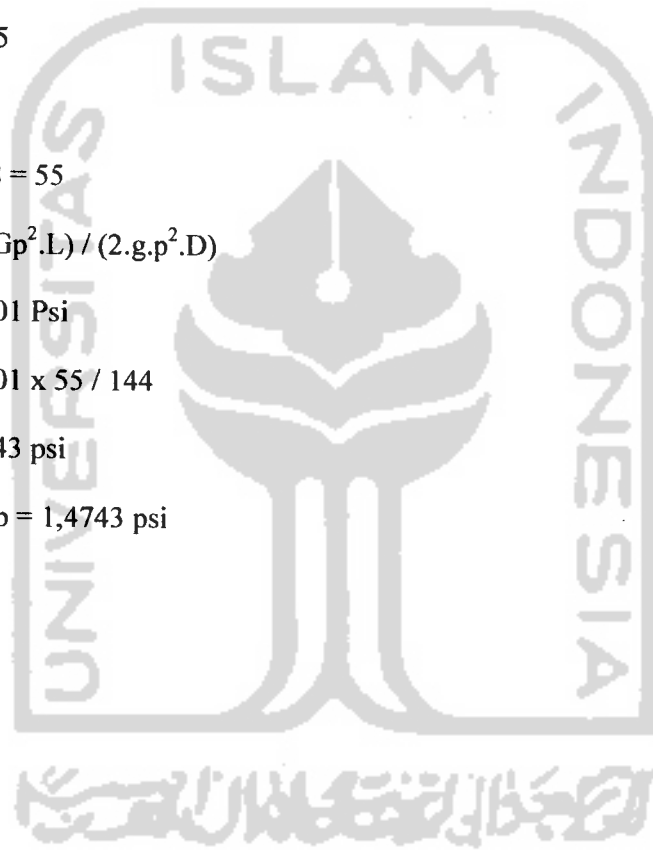 5
ISLAM
UNIVERSITAS
INDONESIA
= 55
Gp².L) / (2.g.p².D)
01 Psi
01 x 55 / 144
43 psi
= 1,4743 psi